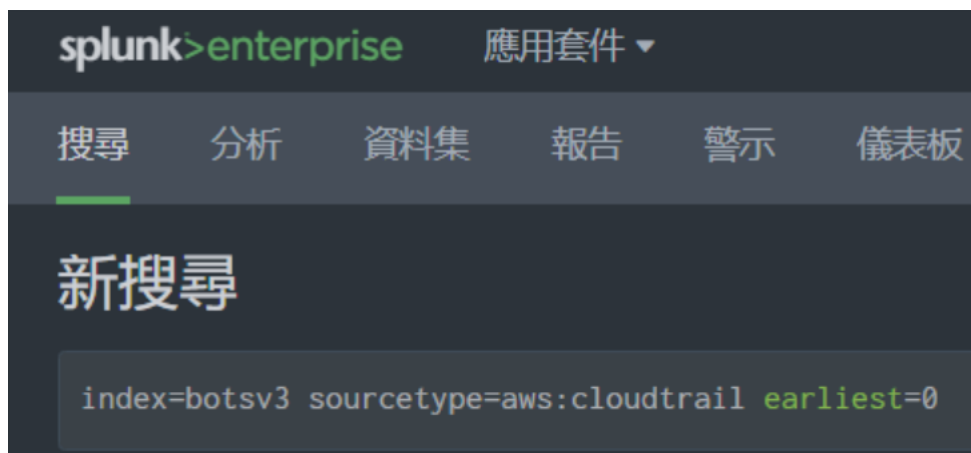 splunk>enterprise 應用套件
搜尋 分析 資料集 報告 警示 儀表板
新搜尋
index=botsv3 sourcetype=aws:cloudtrail earliest=0